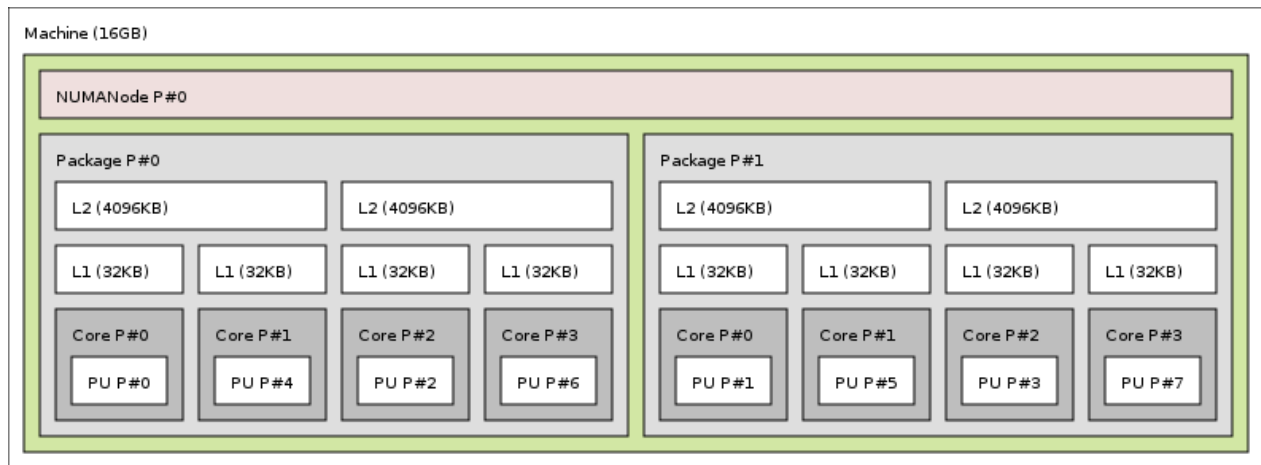 Machine (16GB)
NUMANode P#0
Package P#0
L2 (4096KB)
L2 (4096KB)
L1 (32KB)
L1 (32KB)
L1 (32KB)
L1 (32KB)
Core P#0
PU P#0
Core P#1
PU P#4
Core P#2
PU P#2
Core P#3
PU P#6
Package P#1
L2 (4096KB)
L2 (4096KB)
L1 (32KB)
L1 (32KB)
L1 (32KB)
L1 (32KB)
Core P#0
PU P#1
Core P#1
PU P#5
Core P#2
PU P#3
Core P#3
PU P#7